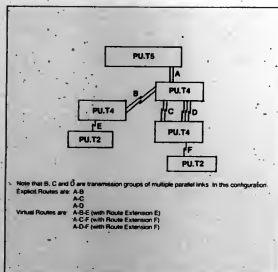 PU.T5
A
PU.T4
B
PU.T4
C
D
E
PU.T2
PU.T4
F
PU.T2
Note that B, C and D are transmission groups of multiple parallel links. In this configuration
Explicit Routes are: A-B
A-C
A-D
Virtual Routes are: A-B-E (with Route Extension E)
A-C-F (with Route Extension F)
A-D-F (with Route Extension F)